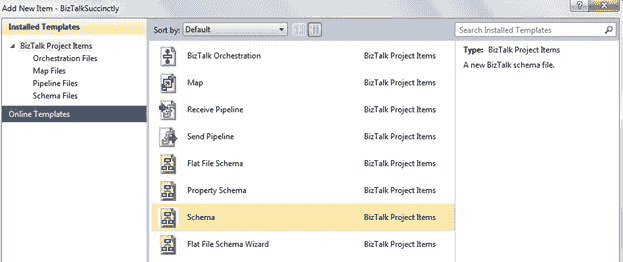 Add New Item - BizTalkSuccinctly
Installed Templates
BizTalk Project Items
Orchestration Files
Map Files
Pipeline Files
Schema Files
Online Templates
Sort by: Default
BizTalk Orchestration BizTalk Project Items
Map BizTalk Project Items
Receive Pipeline BizTalk Project Items
Send Pipeline BizTalk Project Items
Flat File Schema BizTalk Project Items
Property Schema BizTalk Project Items
Schema BizTalk Project Items
Flat File Schema Wizard BizTalk Project Items
Search Installed Templates
Type: BizTalk Project Items
A new BizTalk schema file.